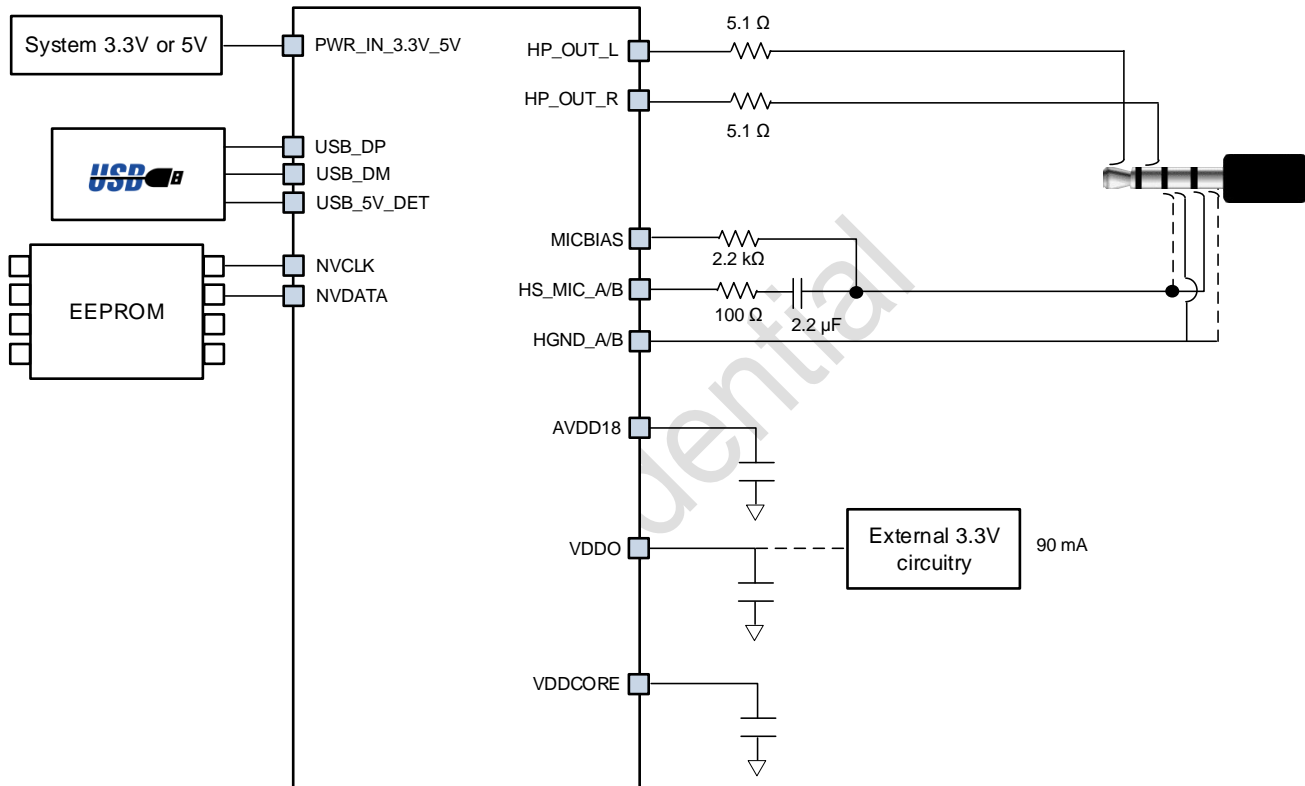 System 3.3V or 5V
PWR_IN_3.3V_5V
USB
USB_DP
USB_DM
USB_5V_DET
EEPROM
NVCLK
NVDATA
HP_OUT_L
5.1 Ω
HP_OUT_R
5.1 Ω
MICBIAS
2.2 kΩ
HS_MIC_A/B
100 Ω
2.2 µF
HGND_A/B
AVDD18
VDDO
External 3.3V
circuitry
90 mA
VDDCORE
dential